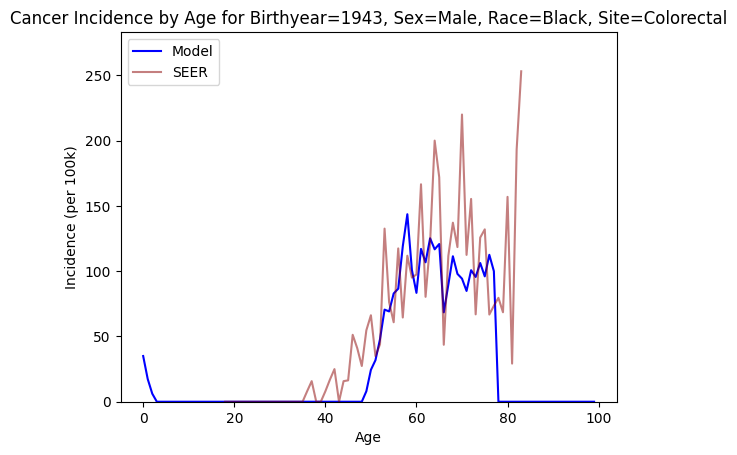 Cancer Incidence by Age for Birthyear=1943, Sex=Male, Race=Black, Site=Colorectal
Model
SEER
250
200
150
100
50
0
Incidence (per 100k)
0 20 40 60 80 100
Age